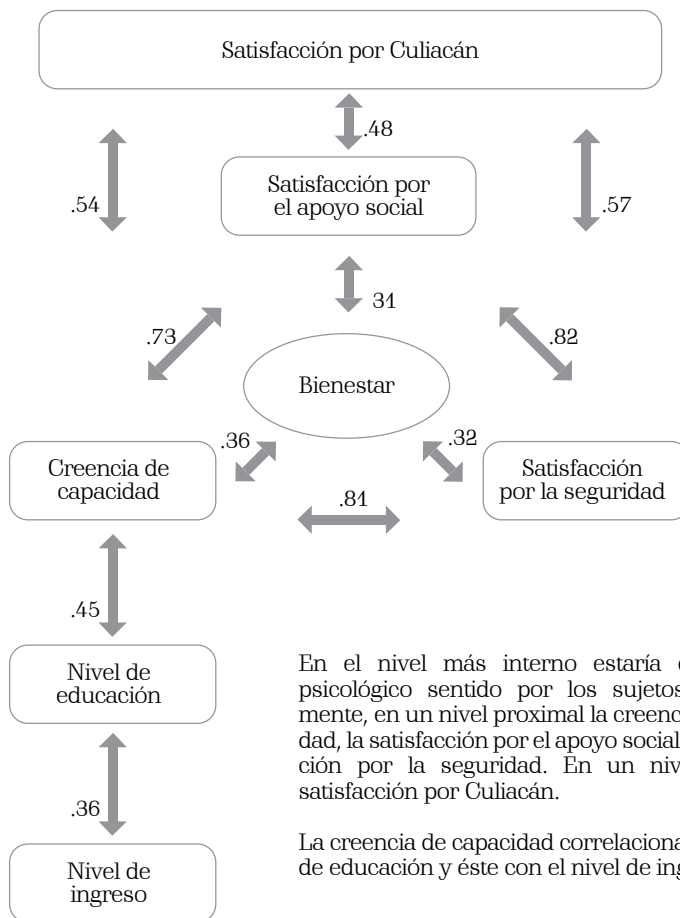 Satisfacción por Culiacán
.48
Satisfacción por
el apoyo social
.54
.57
31
.73
.82
Bienestar
.36
.32
Creencia de
capacidad
Satisfacción
por la seguridad
.81
.45
Nivel de
educación
.36
Nivel de
ingreso
En el nivel más interno estaría
psicológico sentido por los sujetos
mente, en un nivel proximal la creenc
dad, la satisfacción por el apoyo social
ción por la seguridad. En un niv
satisfacción por Culiacán.
La creencia de capacidad correlaciona
de educación y éste con el nivel de ing